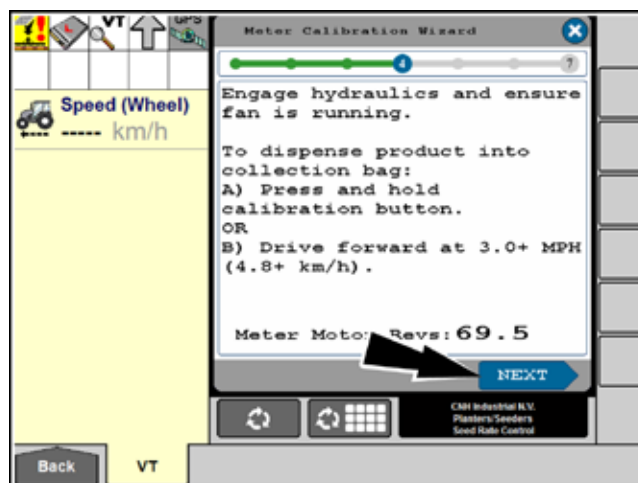 VT
GPS
Meter Calibration Wizard
4
7
Speed (Wheel)
----- km/h
Engage hydraulics and ensure
fan is running.
To dispense product into
collection bag:
A) Press and hold
calibration button.
OR
B) Drive forward at 3.0+ MPH
(4.8+ km/h).
Meter Motor Revs: 69.5
NEXT
CNH Industrial N.V.
Planters/Seeders
Seed Rate Control
Back
VT